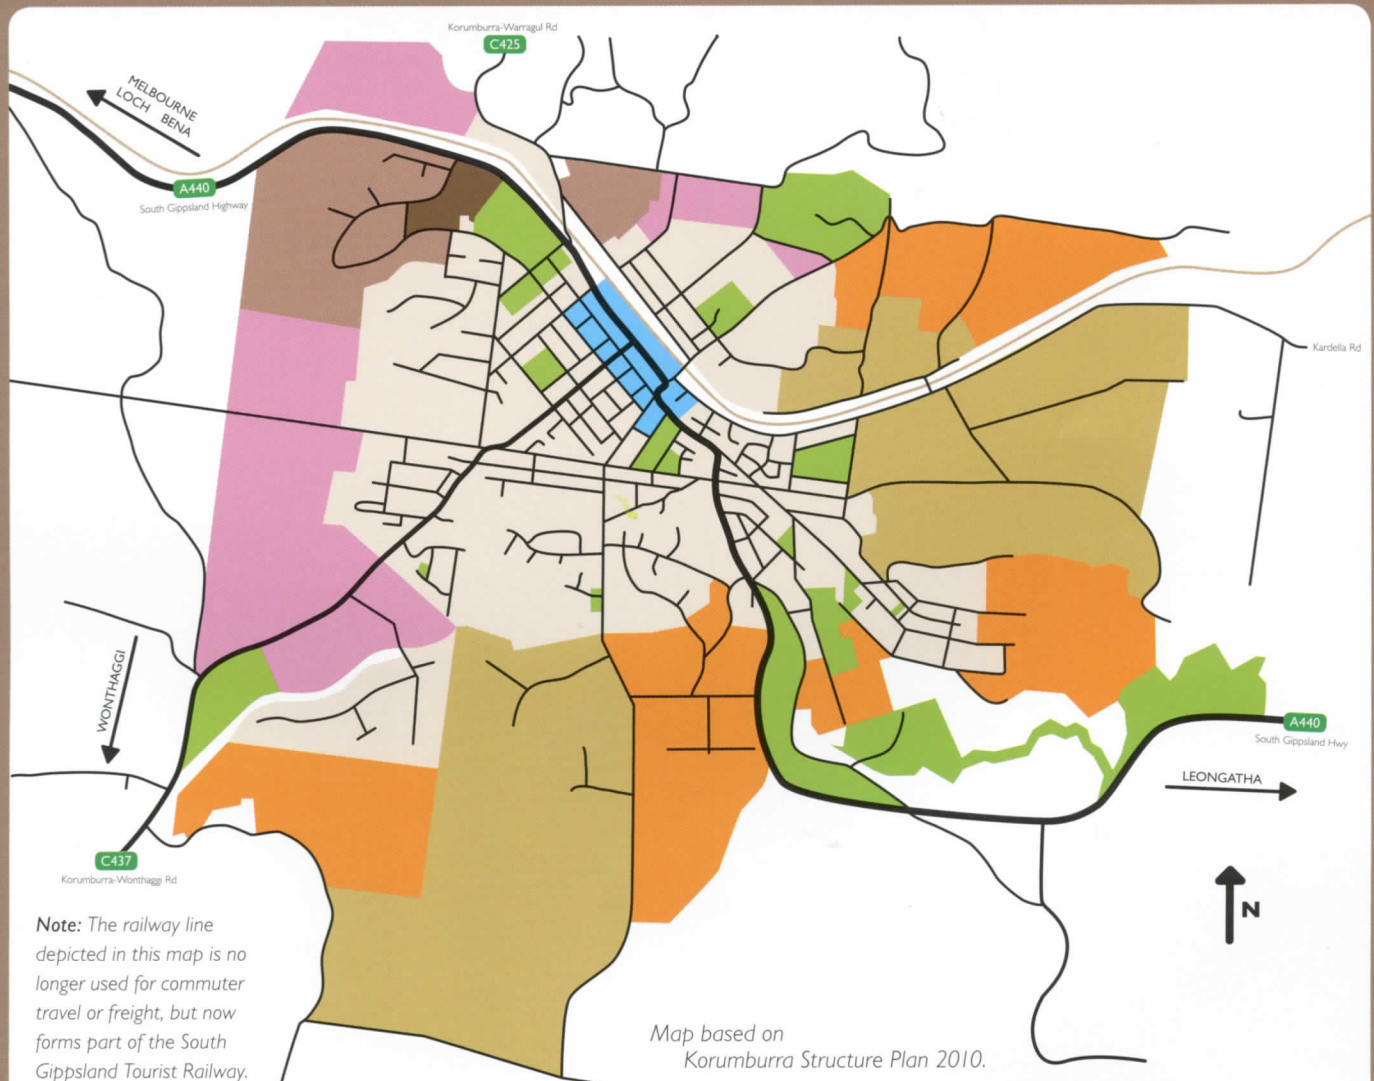 Korumburra-Warragul Rd
C425
MELBOURNE
LOCH BENA
A440
South Gippsland Highway
Kardella Rd
WONTHAGGI
A440
South Gippsland Hwy
LEONGATHA
C437
Korumburra-Wonthaggi Rd
N
Note: The railway line
depicted in this map is no
longer used for commuter
travel or freight, but now
forms part of the South
Gippsland Tourist Railway.
Map based on
Korumburra Structure Plan 2010.